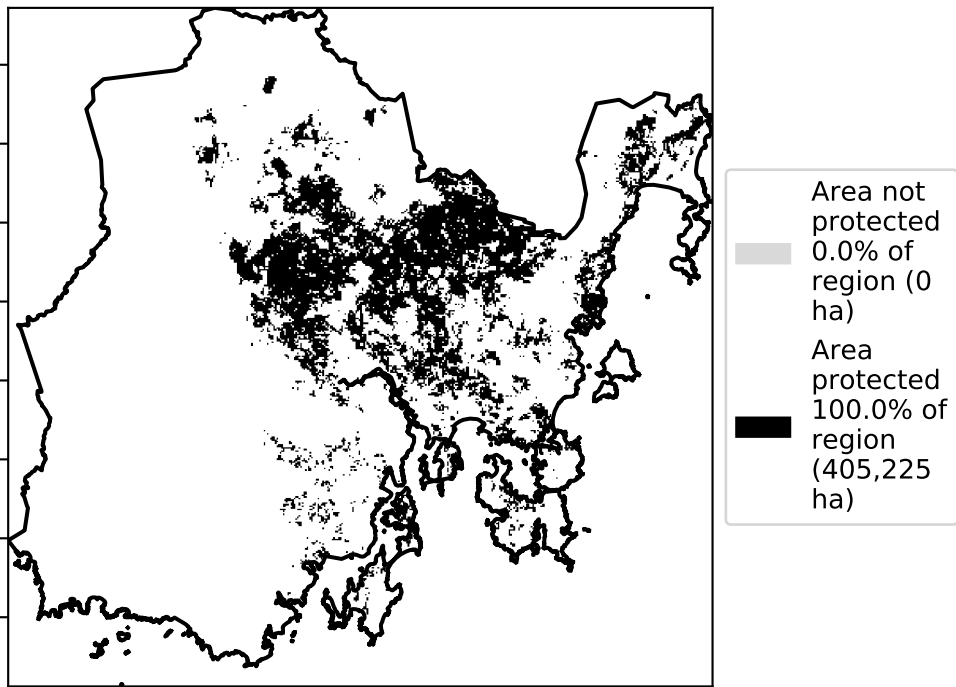 Area not
protected
0.0% of
region (0
ha)
Area
protected
100.0% of
region
(405,225
ha)